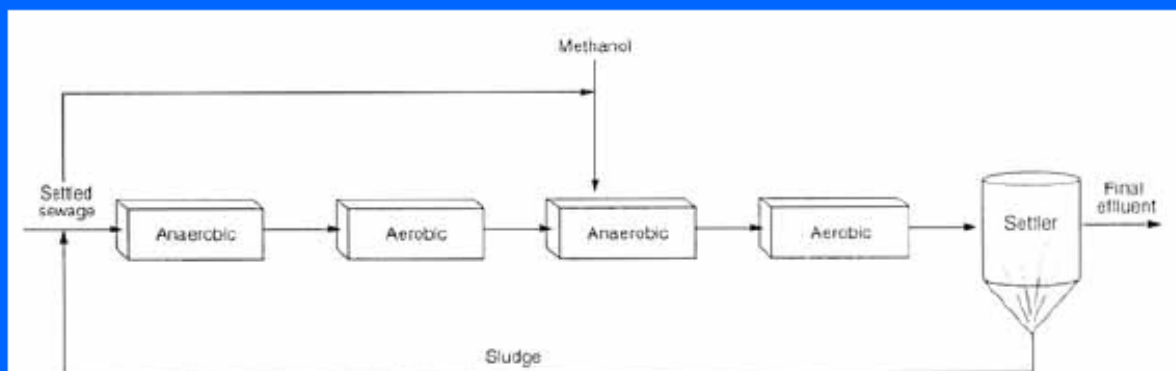 Methanol
Settled
sewage
Anaerobic
Aerobic
Anaerobic
Aerobic
Settler
Final
effluent
Sludge